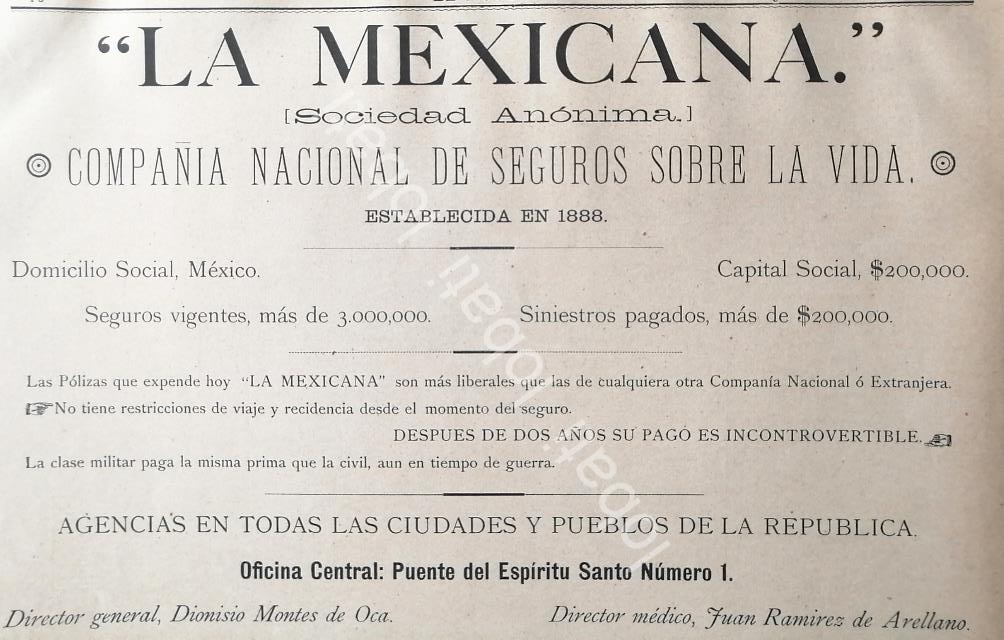 "LA MEXICANA."
[Sociedad Anónima.]
COMPAÑIA NACIONAL DE SEGUROS SOBRE LA VIDA.
ESTABLECIDA EN 1888.
Domicilio Social, México. Capital Social, $200,000.
Seguros vigentes, más de 3.000,000. Siniestros pagados, más de $200,000.
Las Pólizas que expende hoy "LA MEXICANA" son más liberales que las de cualquiera otra Companía Nacional ó Extranjera.
No tiene restricciones de viaje y recidencia desde el momento del seguro.
DESPUES DE DOS AÑOS SU PAGO ES INCONTROVERTIBLE.
La clase militar paga la misma prima que la civil, aun en tiempo de guerra.
AGENCIAS EN TODAS LAS CIUDADES Y PUEBLOS DE LA REPUBLICA.
Oficina Central: Puente del Espíritu Santo Número 1.
Director general, Dionisio Montes de Oca. Director médico, Juan Ramirez de Arellano.